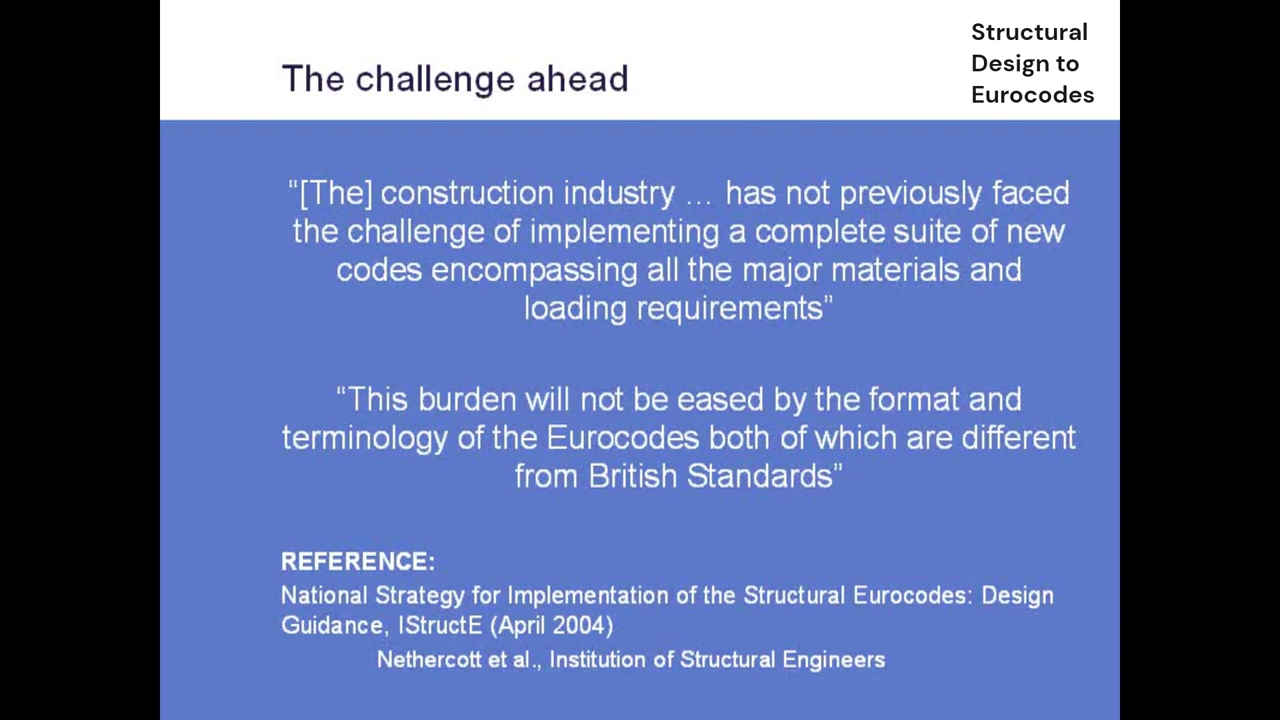 The challenge ahead
Structural
Design to
Eurocodes
“[The] construction industry … has not previously faced
the challenge of implementing a complete suite of new
codes encompassing all the major materials and
loading requirements”
“This burden will not be eased by the format and
terminology of the Eurocodes both of which are different
from British Standards”
REFERENCE:
National Strategy for Implementation of the Structural Eurocodes: Design
Guidance, IStructE (April 2004)
Nethercott et al., Institution of Structural Engineers